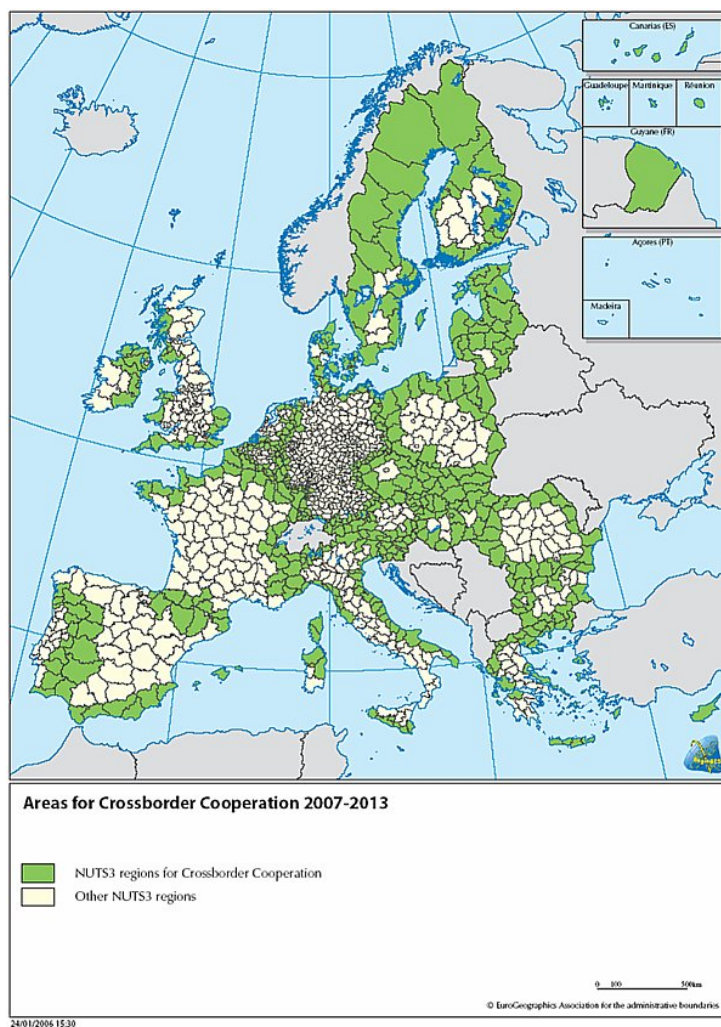 Canarias (ES)
Guadeloupe Martinique Réunion
Guyane (FR)
Açores (PT)
Madeira
Areas for Crossborder Cooperation 2007-2013
NUTS3 regions for Crossborder Cooperation
Other NUTS3 regions
0 100 500km
© EuroGeographics Association for the administrative boundaries
24/01/2006 15:30